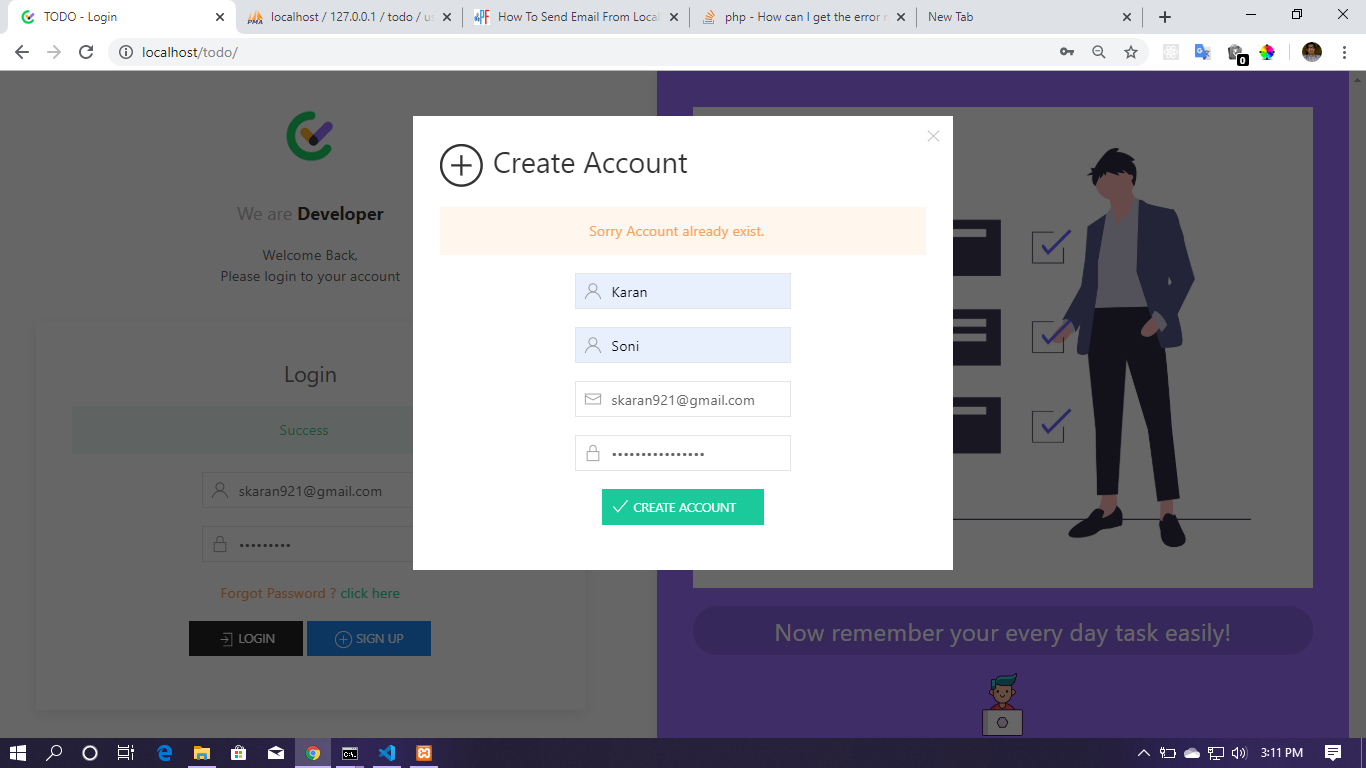 TODO - Login
localhost / 127.0.0.1 / todo / us
PMA
How To Send Email From Local
php - How can I get the error m
New Tab
localhost/todo/
0
We are Developer
Welcome Back,
Please login to your account
Login
Success
skaran921@gmail.com
•••••••••
Forgot Password ? click here
LOGIN
SIGN UP
Create Account
Sorry Account already exist.
Karan
Soni
skaran921@gmail.com
••••••••••••••••
CREATE ACCOUNT
Now remember your every day task easily!
3:11 PM